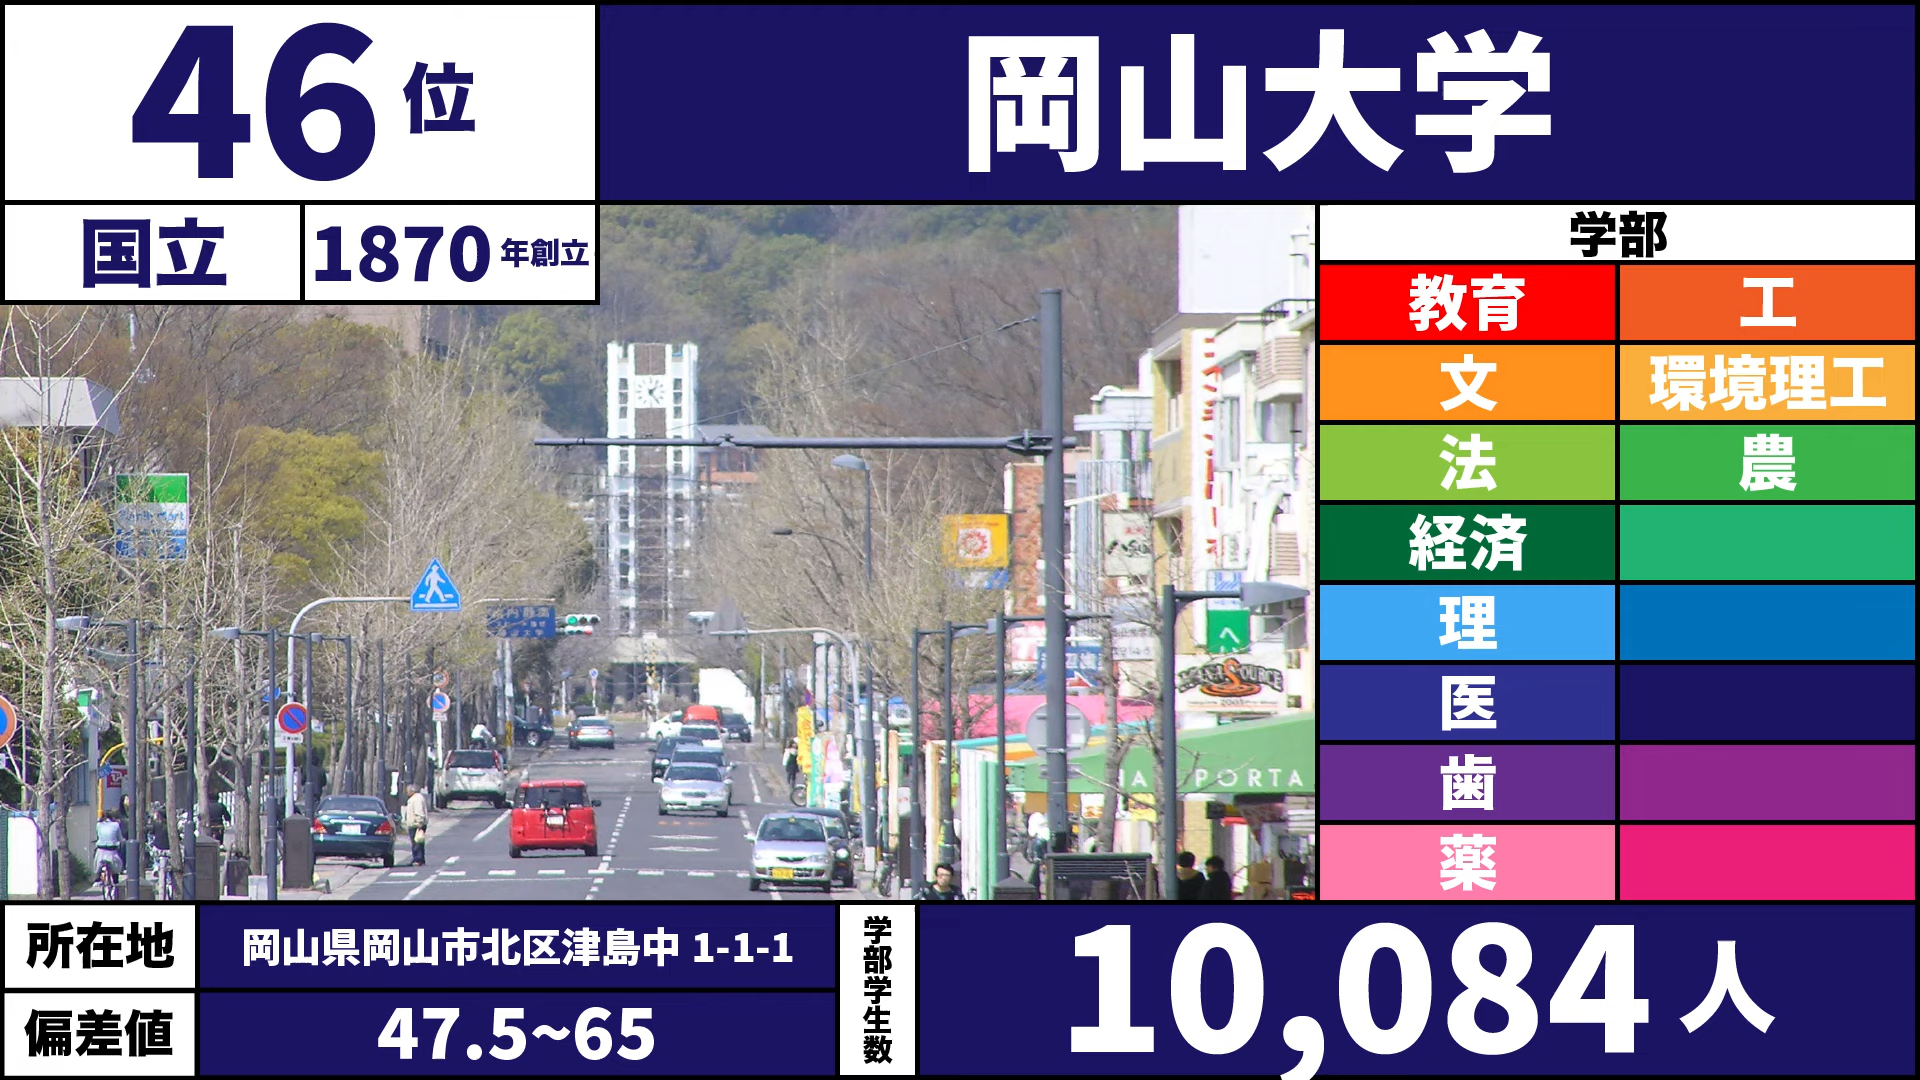 46位
岡山大学
国立
1870年創立
学部
教育
工
文
環境理工
法
農
経済
理
医
歯
薬
SOURCE
PORTA
所在地
岡山県岡山市北区津島中 1-1-1
偏差値
47.5~65
学部学生数
10,084人